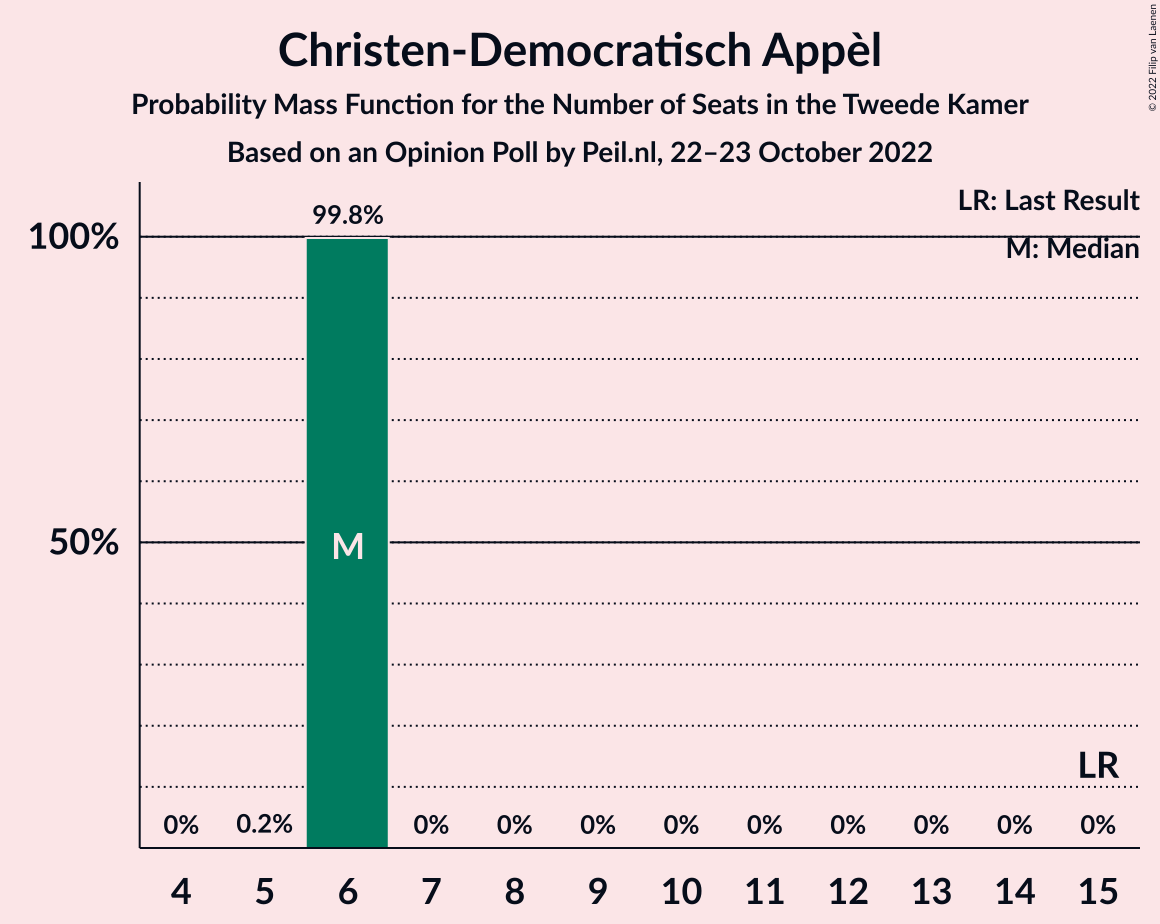 Christen-Democratisch Appèl
Probability Mass Function for the Number of Seats in the Tweede Kamer
Based on an Opinion Poll by Peil.nl, 22–23 October 2022
© 2022 Filip van Laenen
LR: Last Result
M: Median
99.8%
100%
50%
M
LR
0% 0.2% 0% 0% 0% 0% 0% 0% 0% 0% 0%
4 5 6 7 8 9 10 11 12 13 14 15